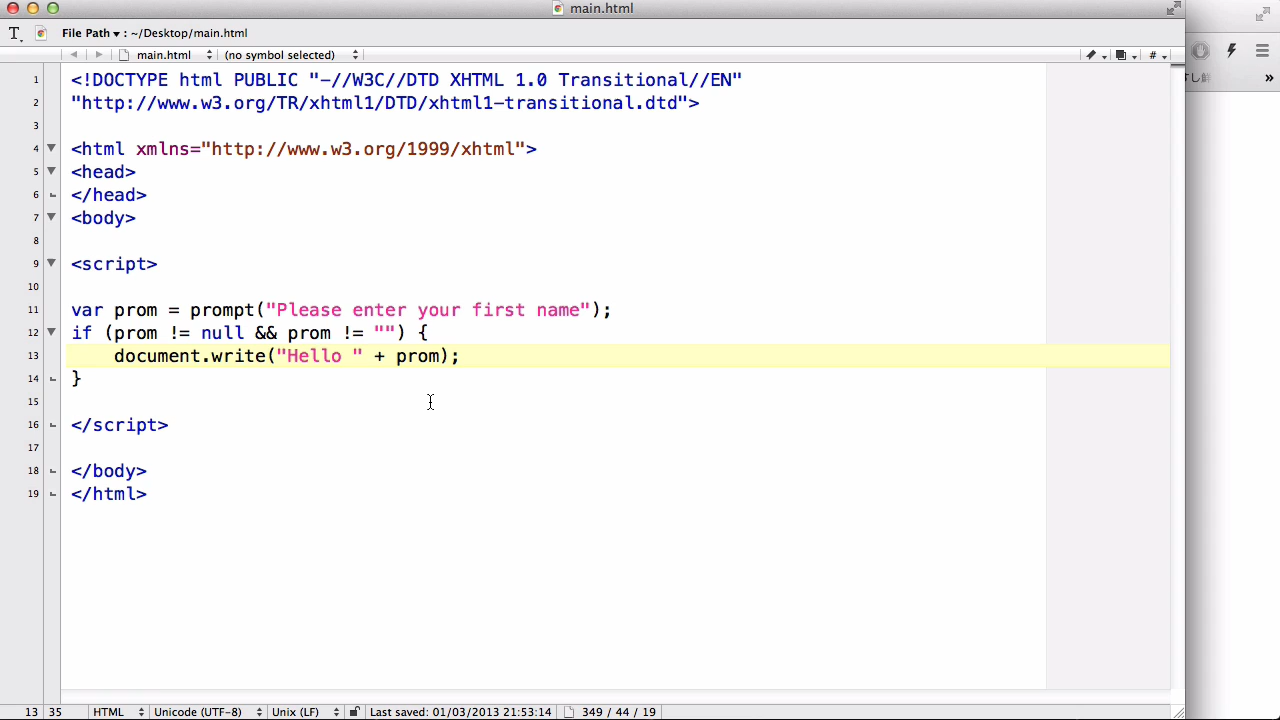 main.html
File Path ▾ : ~/Desktop/main.html
main.html (no symbol selected) #
1 <!DOCTYPE html PUBLIC "-//W3C//DTD XHTML 1.0 Transitional//EN"
2 "http://www.w3.org/TR/xhtml1/DTD/xhtml1-transitional.dtd">
3
4 <html xmlns="http://www.w3.org/1999/xhtml">
5 <head>
6 </head>
7 <body>
8
9 <script>
10
11 var prom = prompt("Please enter your first name");
12 if (prom != null && prom != "") {
13     document.write("Hello " + prom);
14 }
15
16 </script>
17
18 </body>
19 </html>
13 35 HTML Unicode (UTF-8) Unix (LF) Last saved: 01/03/2013 21:53:14 349 / 44 / 19